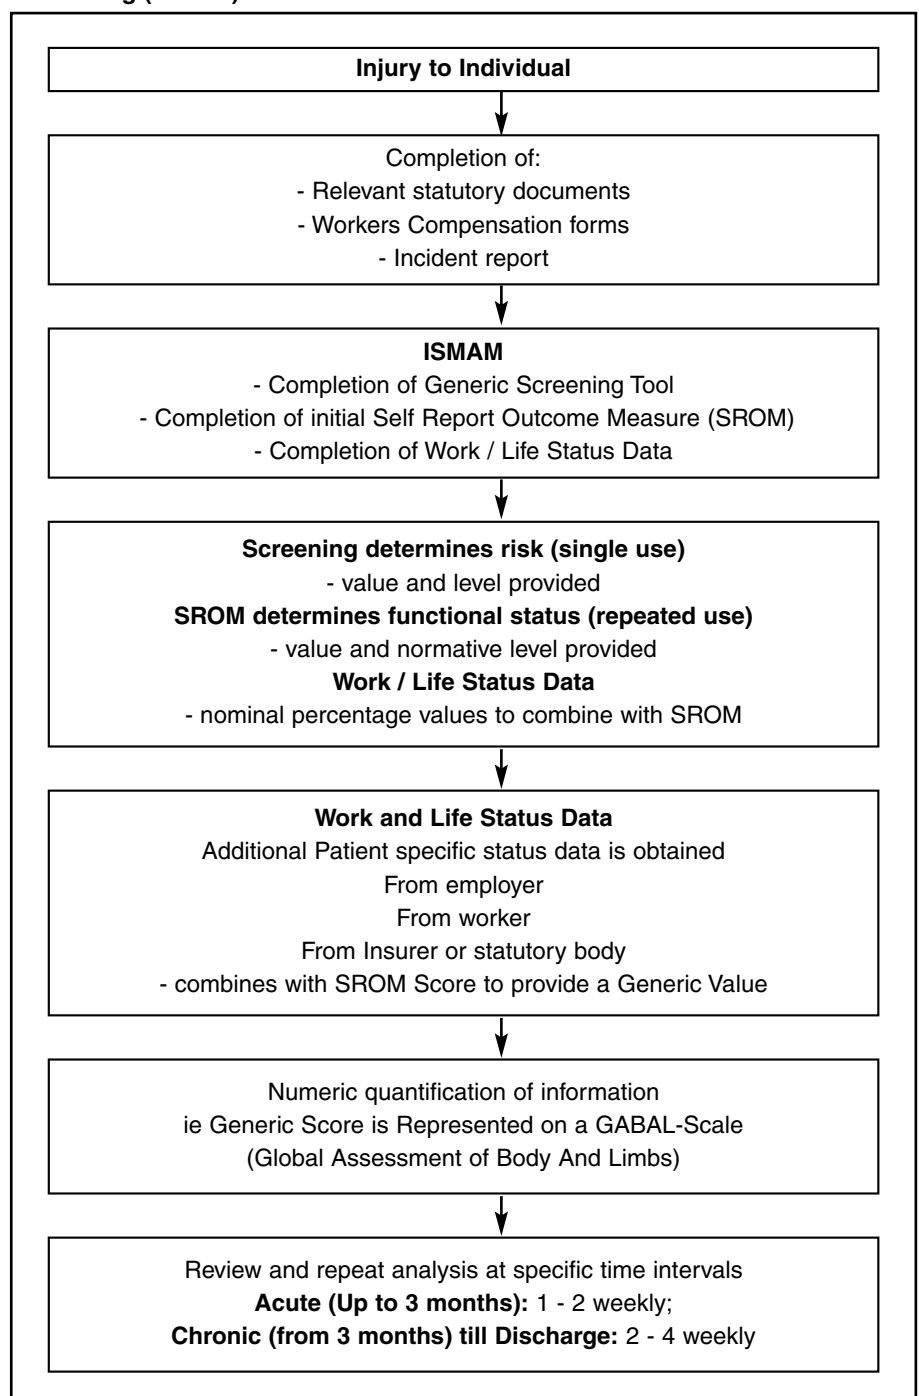 Injury to Individual
Completion of:
- Relevant statutory documents
- Workers Compensation forms
- Incident report
ISMAM
- Completion of Generic Screening Tool
- Completion of initial Self Report Outcome Measure (SROM)
- Completion of Work / Life Status Data
Screening determines risk (single use)
- value and level provided
SROM determines functional status (repeated use)
- value and normative level provided
Work / Life Status Data
- nominal percentage values to combine with SROM
Work and Life Status Data
Additional Patient specific status data is obtained
From employer
From worker
From Insurer or statutory body
- combines with SROM Score to provide a Generic Value
Numeric quantification of information
ie Generic Score is Represented on a GABAL-Scale
(Global Assessment of Body And Limbs)
Review and repeat analysis at specific time intervals
Acute (Up to 3 months): 1 - 2 weekly;
Chronic (from 3 months) till Discharge: 2 - 4 weekly